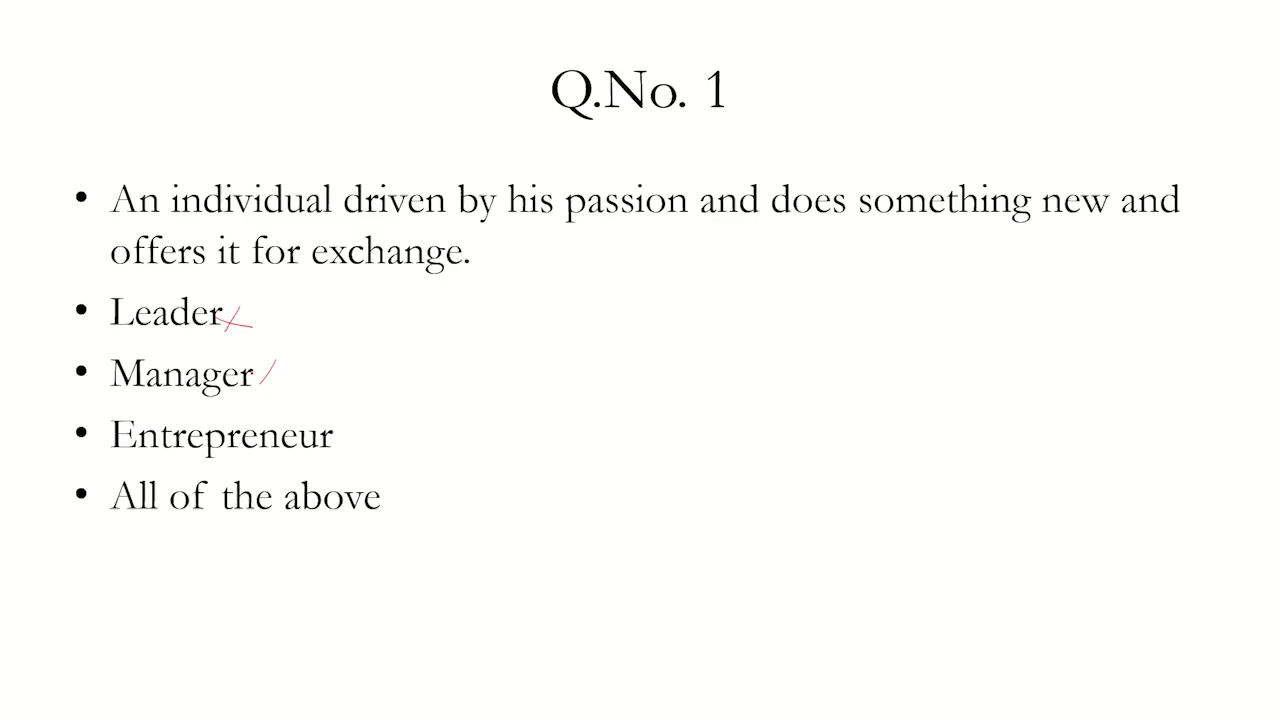 Q.No. 1
• An individual driven by his passion and does something new and
offers it for exchange.
• Leader
• Manager
• Entrepreneur
• All of the above